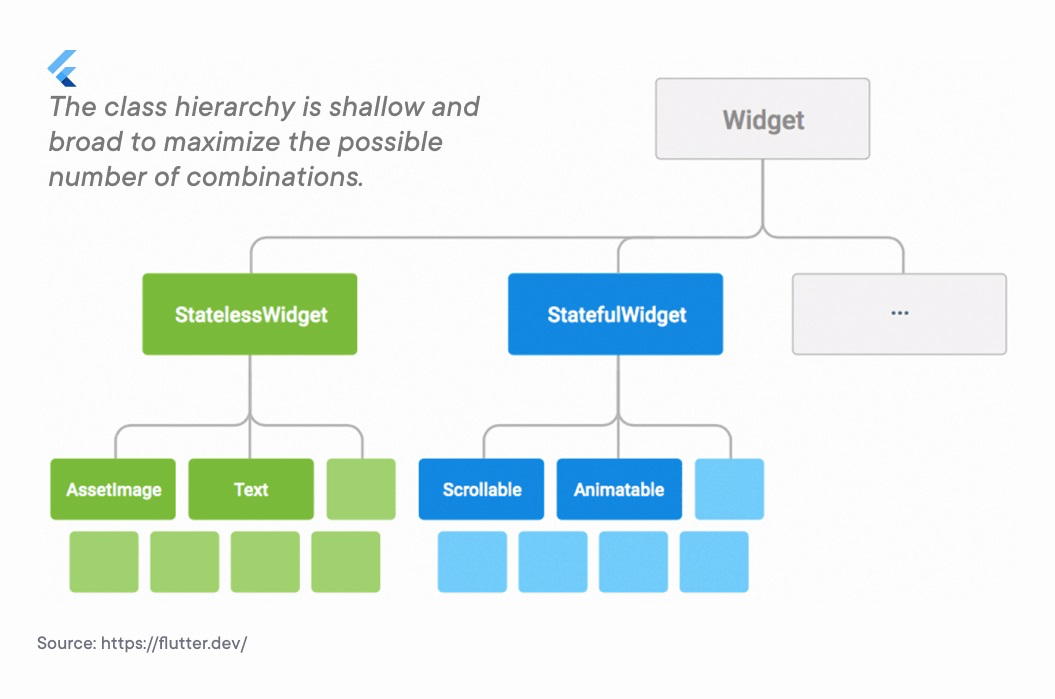 The class hierarchy is shallow and
broad to maximize the possible
number of combinations.
Widget
StatelessWidget
StatefulWidget
...
AssetImage
Text
Scrollable
Animatable
Source: https://flutter.dev/